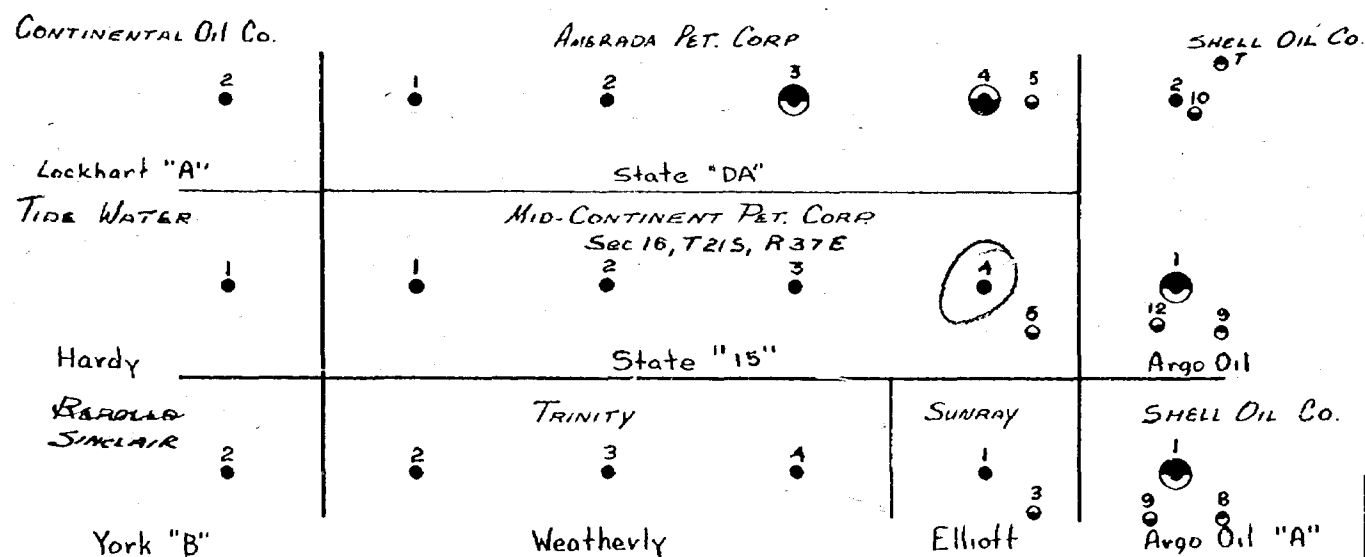 CONTINENTAL OIL CO.
AMERADA PET. CORP
SHELL OIL CO.
2 1 2 3 4 5 2 10 T
Lockhart "A"
State "DA"
TIDE WATER
MID-CONTINENT PET. CORP.
Sec 16, T21S, R37E
1 1 2 3 4 6 1 12 9
Hardy
State "15"
Argo Oil
SINCLAIR
TRINITY
SUNRAY
SHELL OIL CO.
2 2 3 4 1 3 1 9 8
York "B"
Weatherly
Elliott
Argo Oil "A"